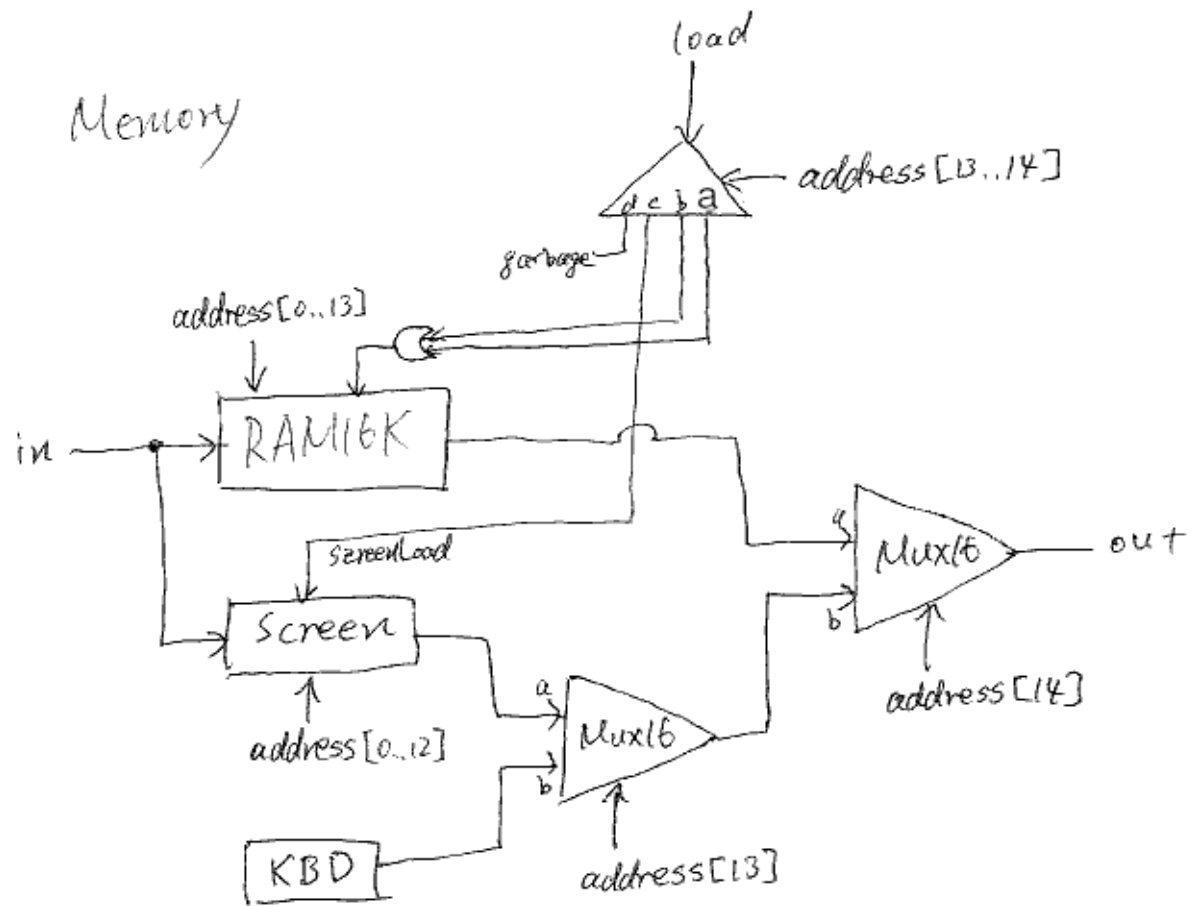 load
Memory
address[13..14]
d c b a
garbage
address[0..13]
in
RAM16K
screenLoad
a
Mux16
out
b
Screen
address[14]
a
Mux16
address[0..12]
b
KBD
address[13]